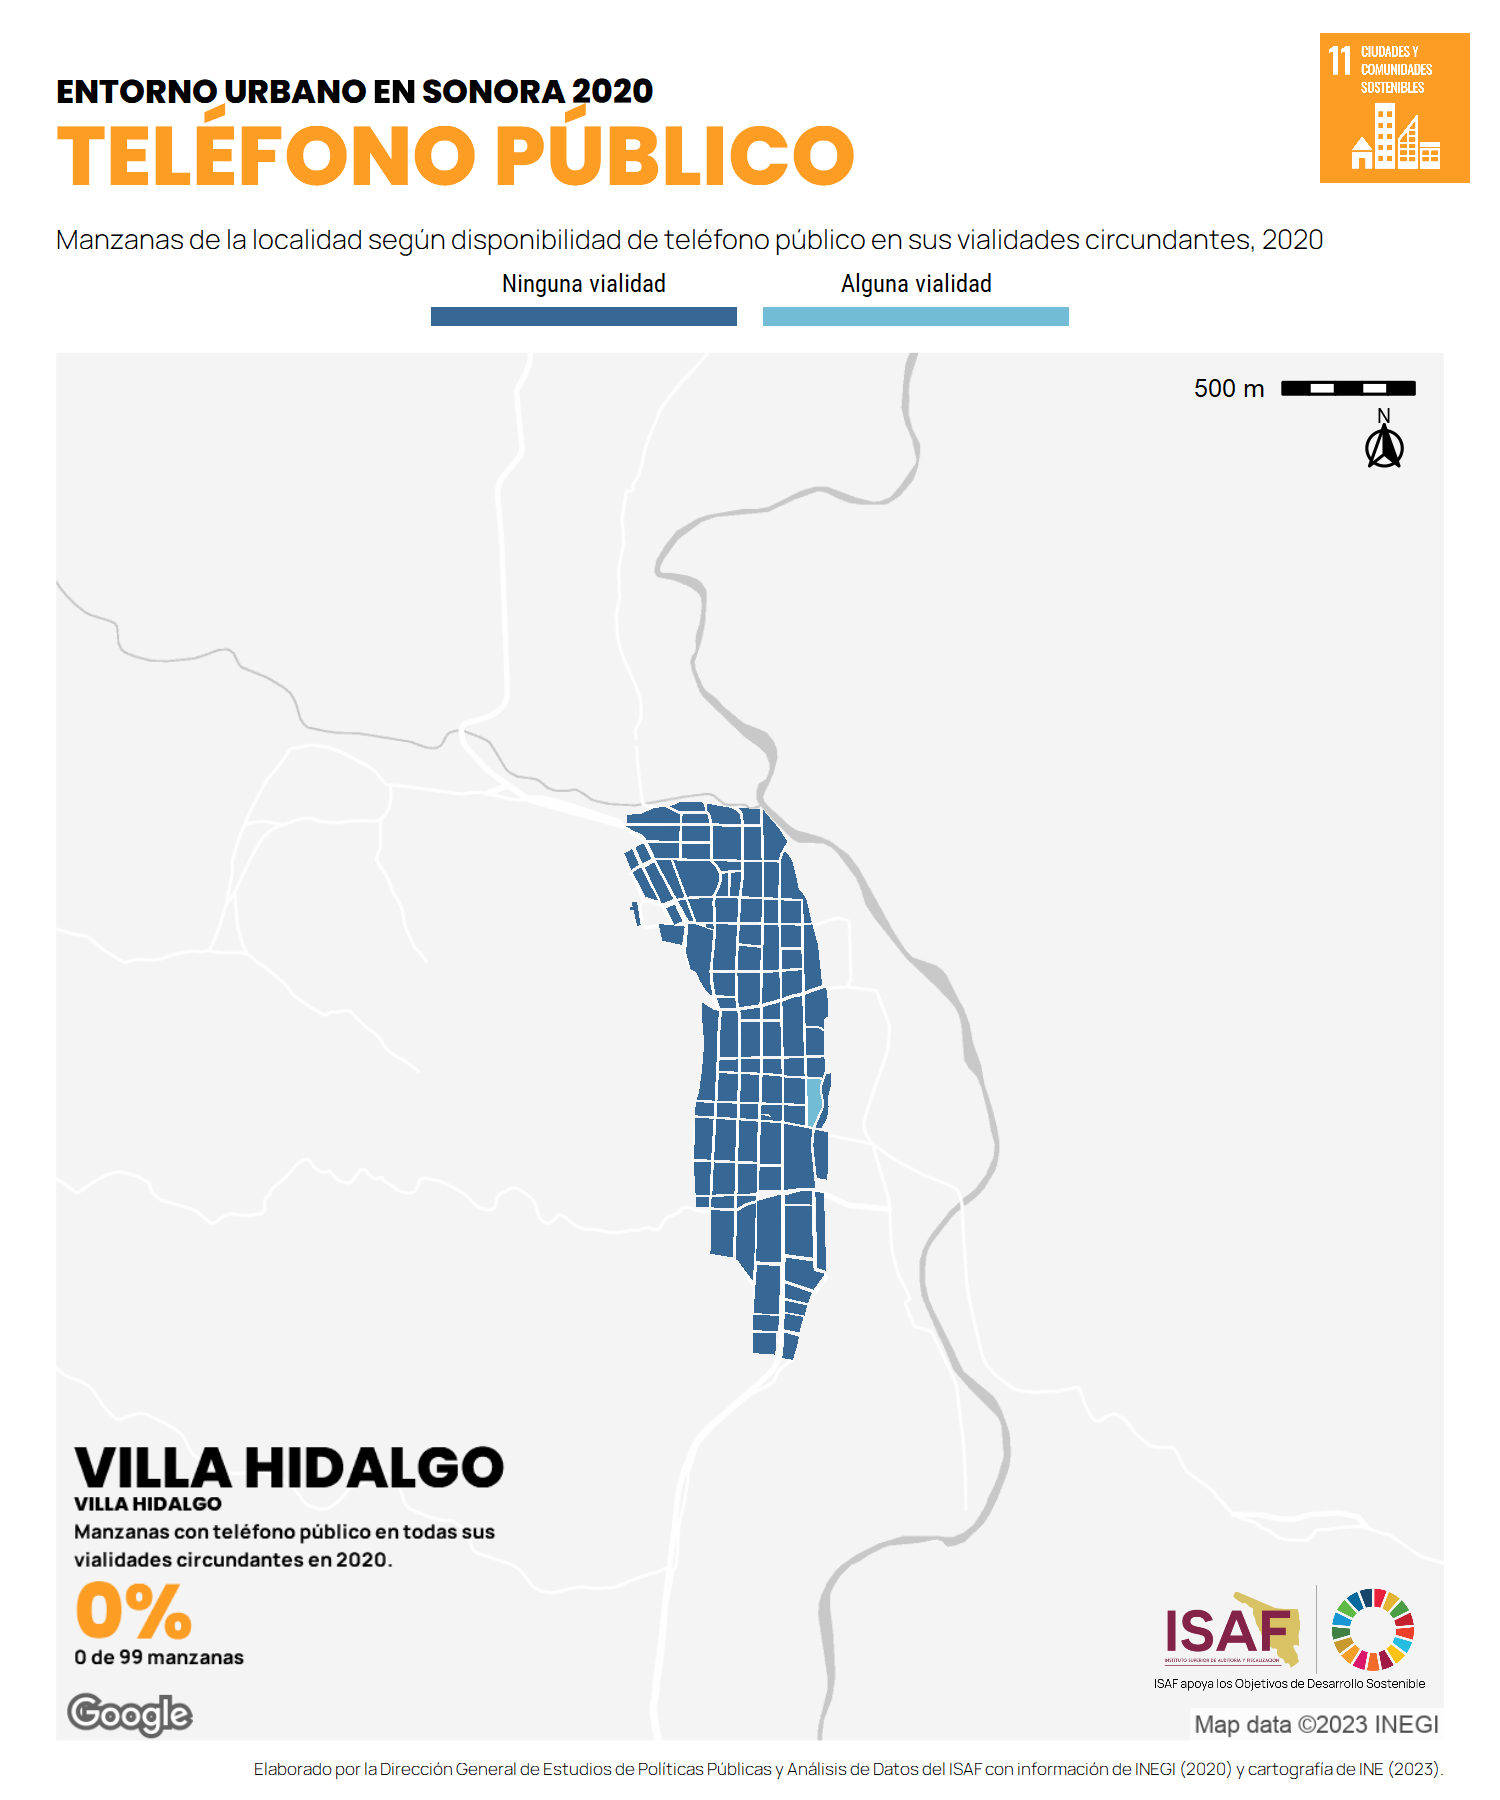 ENTORNO URBANO EN SONORA 2020
TELÉFONO PÚBLICO
11 CIUDADES Y
COMUNIDADES
SOSTENIBLES
Manzanas de la localidad según disponibilidad de teléfono público en sus vialidades circundantes, 2020
Ninguna vialidad
Alguna vialidad
500 m
N
VILLA HIDALGO
VILLA HIDALGO
Manzanas con teléfono público en todas sus
vialidades circundantes en 2020.
0%
0 de 99 manzanas
Google
ISAF
INSTITUTO SUPERIOR DE AUDITORÍA Y FISCALIZACIÓN
ISAF apoya los Objetivos de Desarrollo Sostenible
Map data ©2023 INEGI
Elaborado por la Dirección General de Estudios de Políticas Públicas y Análisis de Datos del ISAF con información de INEGI (2020) y cartografía de INE (2023).